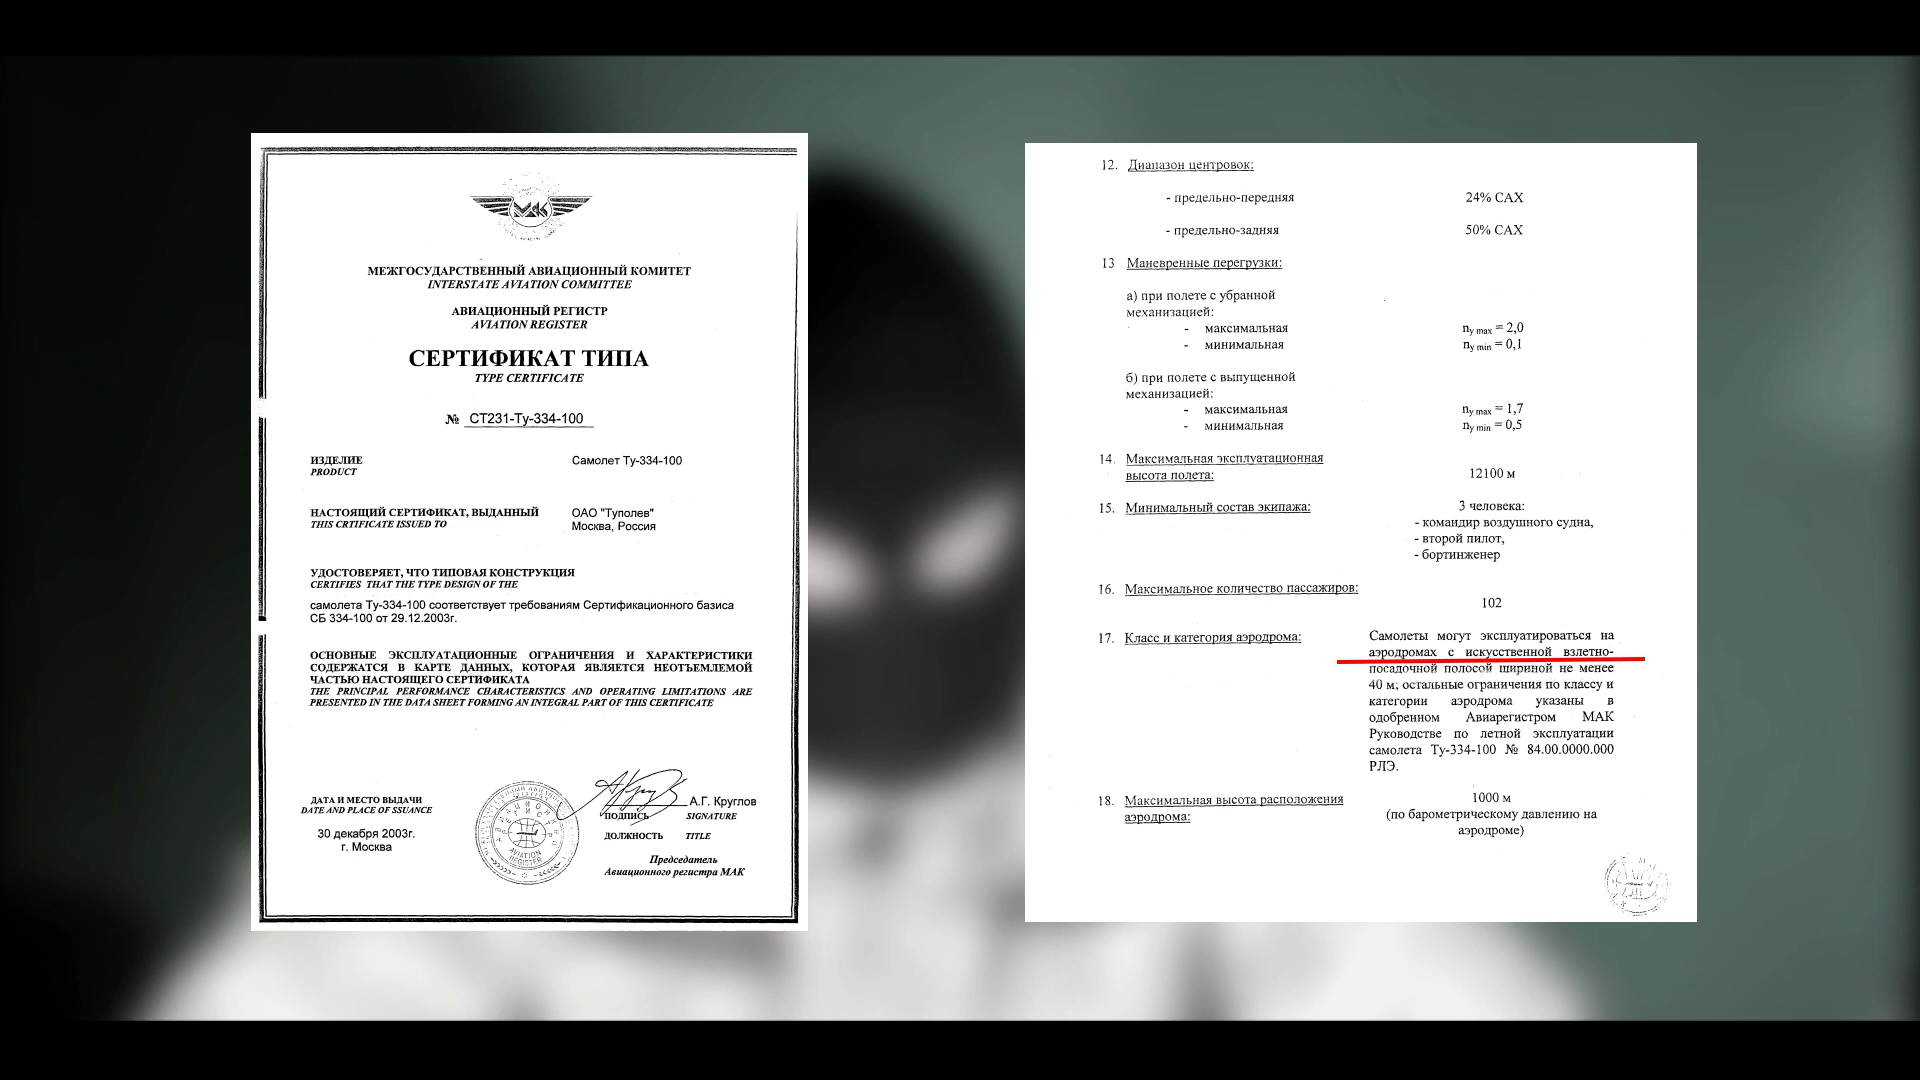 МАК
МЕЖГОСУДАРСТВЕННЫЙ АВИАЦИОННЫЙ КОМИТЕТ
INTERSTATE AVIATION COMMITTEE
АВИАЦИОННЫЙ РЕГИСТР
AVIATION REGISTER
СЕРТИФИКАТ ТИПА
TYPE CERTIFICATE
№ СТ231-Ту-334-100
ИЗДЕЛИЕ Самолет Ту-334-100
PRODUCT
НАСТОЯЩИЙ СЕРТИФИКАТ, ВЫДАННЫЙ ОАО "Туполев"
THIS CRTIFICATE ISSUED TO Москва, Россия
УДОСТОВЕРЯЕТ, ЧТО ТИПОВАЯ КОНСТРУКЦИЯ
CERTIFIES THAT THE TYPE DESIGN OF THE
самолета Ту-334-100 соответствует требованиям Сертификационного базиса
СБ 334-100 от 29.12.2003г.
ОСНОВНЫЕ ЭКСПЛУАТАЦИОННЫЕ ОГРАНИЧЕНИЯ И ХАРАКТЕРИСТИКИ
СОДЕРЖАТСЯ В КАРТЕ ДАННЫХ, КОТОРАЯ ЯВЛЯЕТСЯ НЕОТЪЕМЛЕМОЙ
ЧАСТЬЮ НАСТОЯЩЕГО СЕРТИФИКАТА
THE PRINCIPAL PERFORMANCE CHARACTERISTICS AND OPERATING LIMITATIONS ARE
PRESENTED IN THE DATA SHEET FORMING AN INTEGRAL PART OF THIS CERTIFICATE
ДАТА И МЕСТО ВЫДАЧИ
DATE AND PLACE OF SSUANCE
30 декабря 2003г.
г. Москва
AVIATION
REGISTER
А.Г. Круглов
ПОДПИСЬ SIGNATURE
ДОЛЖНОСТЬ TITLE
Председатель
Авиационного регистра МАК
12. Диапазон центровок:
- предельно-передняя 24% САХ
- предельно-задняя 50% САХ
13 Маневренные перегрузки:
а) при полете с убранной
механизацией:
- максимальная ny max = 2,0
- минимальная ny min = 0,1
б) при полете с выпущенной
механизацией:
- максимальная ny max = 1,7
- минимальная ny min = 0,5
14. Максимальная эксплуатационная
высота полета: 12100 м
15. Минимальный состав экипажа: 3 человека:
- командир воздушного судна,
- второй пилот,
- бортинженер
16. Максимальное количество пассажиров:
102
17. Класс и категория аэродрома: Самолеты могут эксплуатироваться на
аэродромах с искусственной взлетно-
посадочной полосой шириной не менее
40 м; остальные ограничения по классу и
категории аэродрома указаны в
одобренном Авиарегистром МАК
Руководстве по летной эксплуатации
самолета Ту-334-100 № 84.00.0000.000
РЛЭ.
18. Максимальная высота расположения 1000 м
аэродрома: (по барометрическому давлению на
аэродроме)